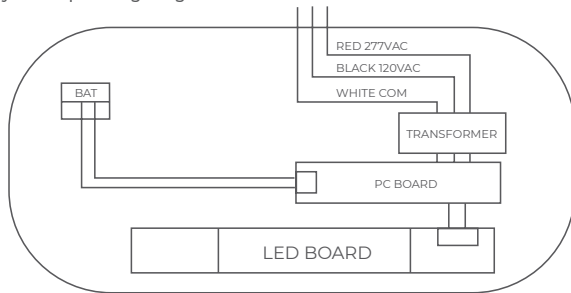 RED 277VAC
BLACK 120VAC
WHITE COM
BAT
TRANSFORMER
PC BOARD
LED BOARD